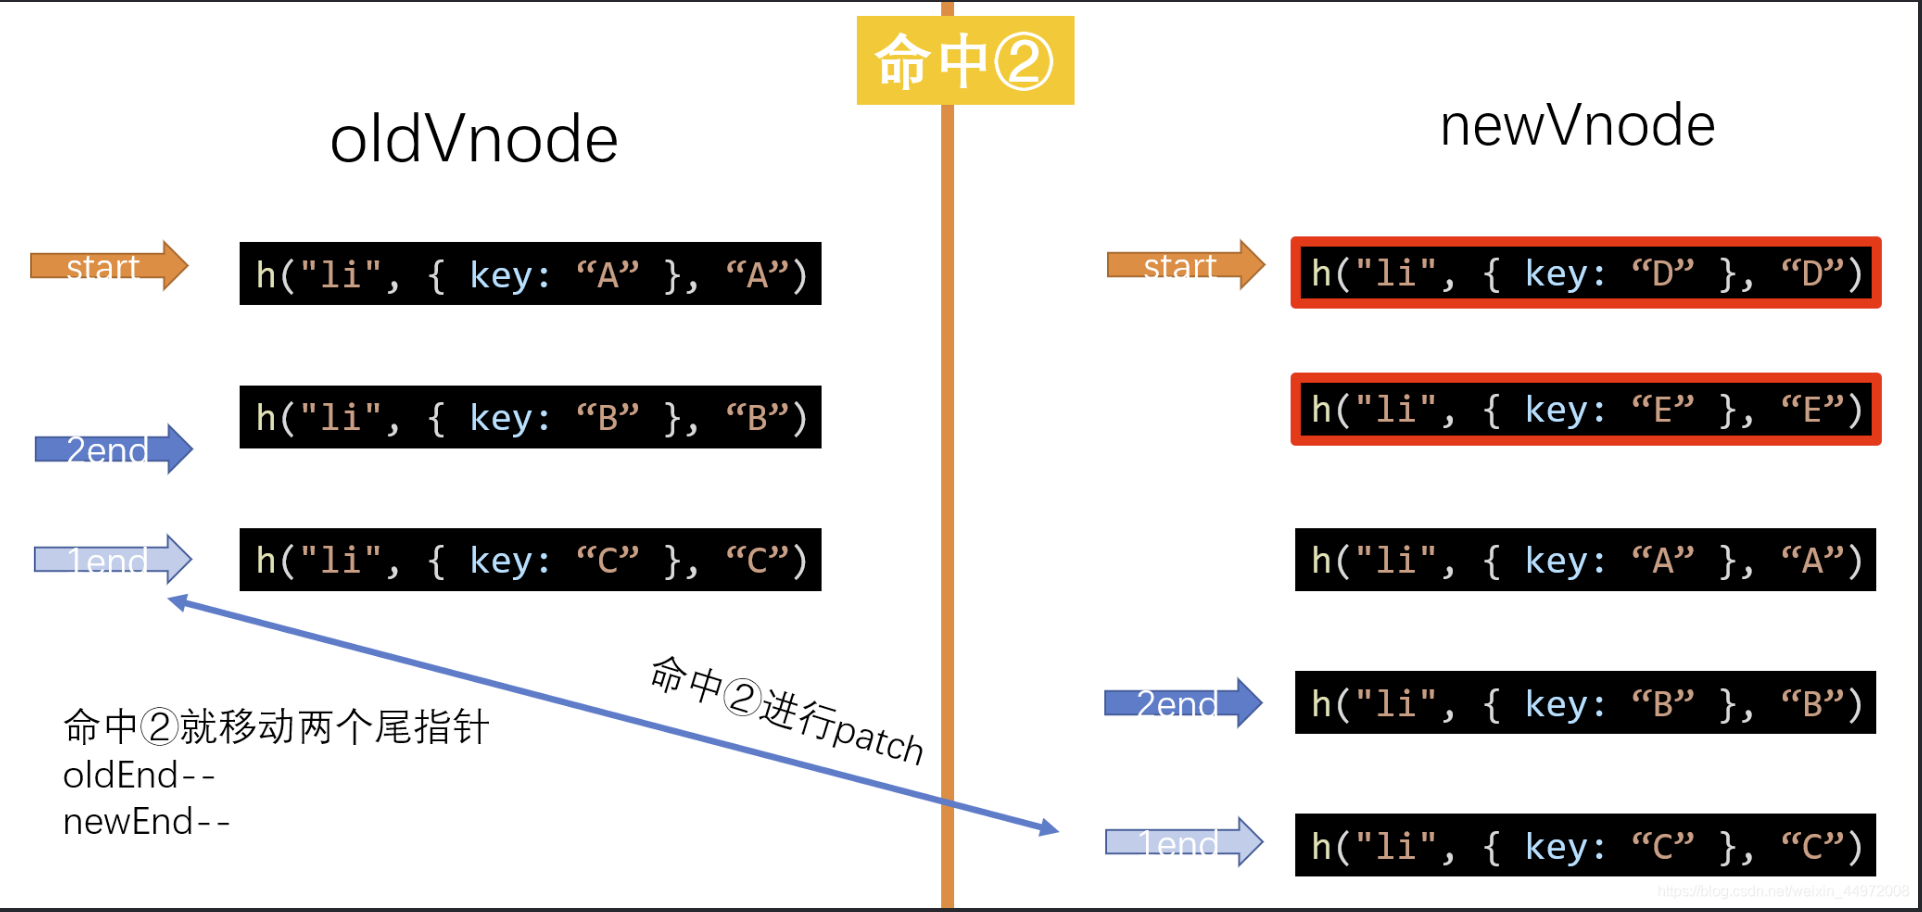 命中②
oldVnode
newVnode
start
h("li", { key: “A” }, “A”)
start
h("li", { key: “D” }, “D”)
h("li", { key: “E” }, “E”)
2end
h("li", { key: “B” }, “B”)
1end
h("li", { key: “C” }, “C”)
h("li", { key: “A” }, “A”)
命中②进行patch
2end
h("li", { key: “B” }, “B”)
命中②就移动两个尾指针
oldEnd--
newEnd--
1end
h("li", { key: “C” }, “C”)
https://blog.csdn.net/weixin_44972008